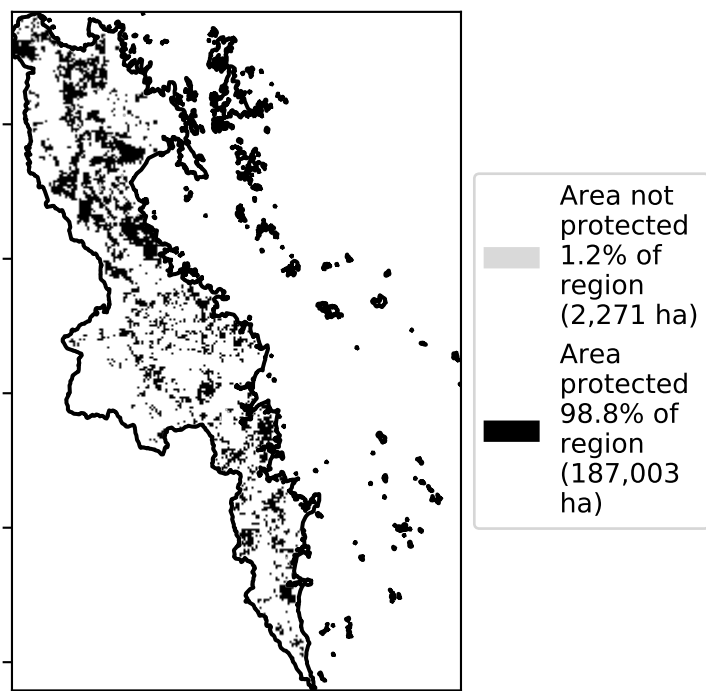 Area not
protected
1.2% of
region
(2,271 ha)
Area
protected
98.8% of
region
(187,003
ha)